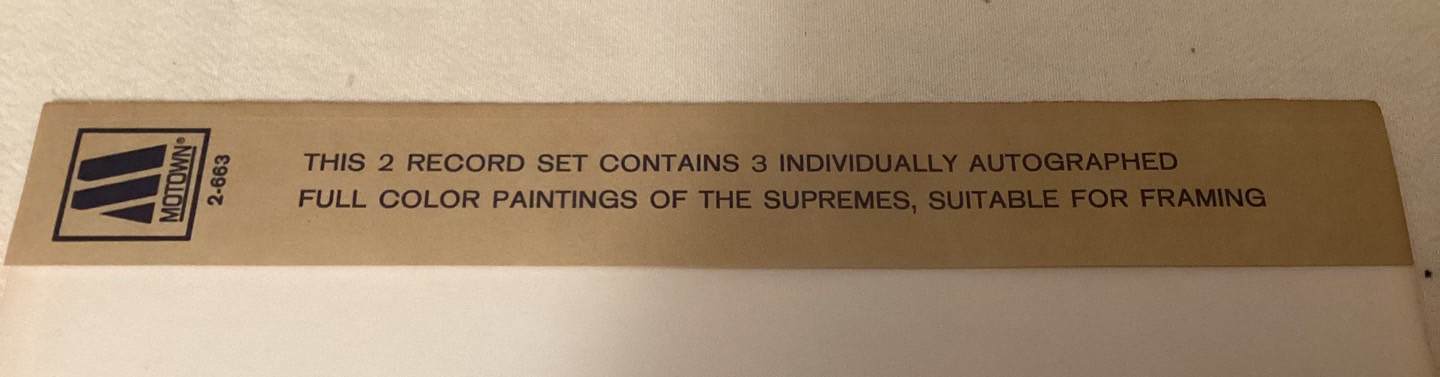 MOTOWN®
2-663
THIS 2 RECORD SET CONTAINS 3 INDIVIDUALLY AUTOGRAPHED
FULL COLOR PAINTINGS OF THE SUPREMES, SUITABLE FOR FRAMING